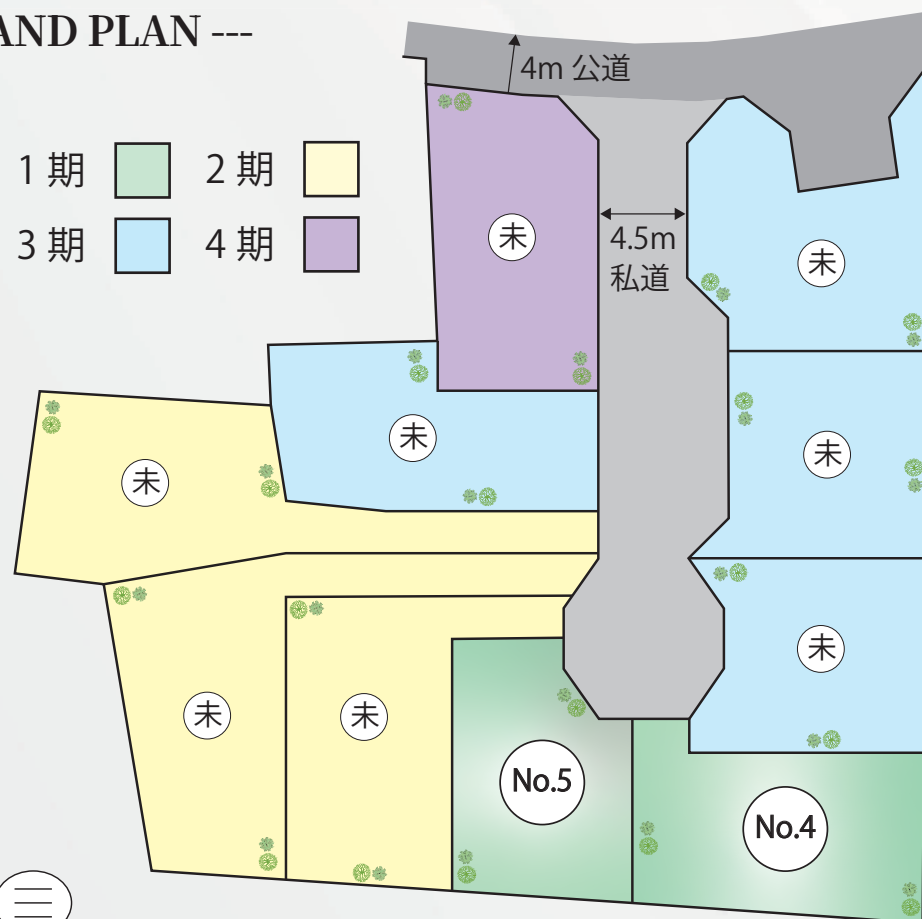 AND PLAN ---
4m 公道
1 期
2 期
3 期
4 期
未
4.5m
私道
未
未
未
未
未
未
未
No.5
No.4